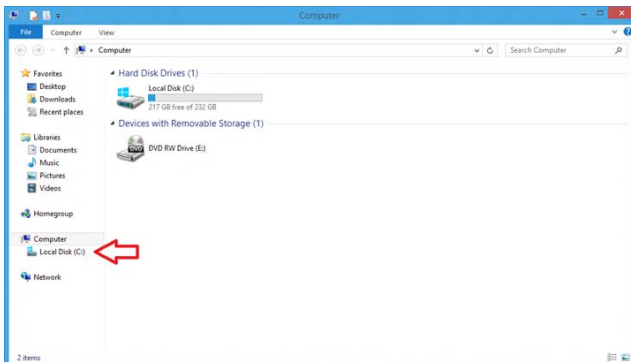 Computer
File Computer View
Computer
Search Computer
Favorites
Desktop
Downloads
Recent places
Libraries
Documents
Music
Pictures
Videos
Homegroup
Computer
Local Disk (C:)
Network
Hard Disk Drives (1)
Local Disk (C:)
217 GB free of 232 GB
Devices with Removable Storage (1)
DVD
DVD RW Drive (E:)
2 items